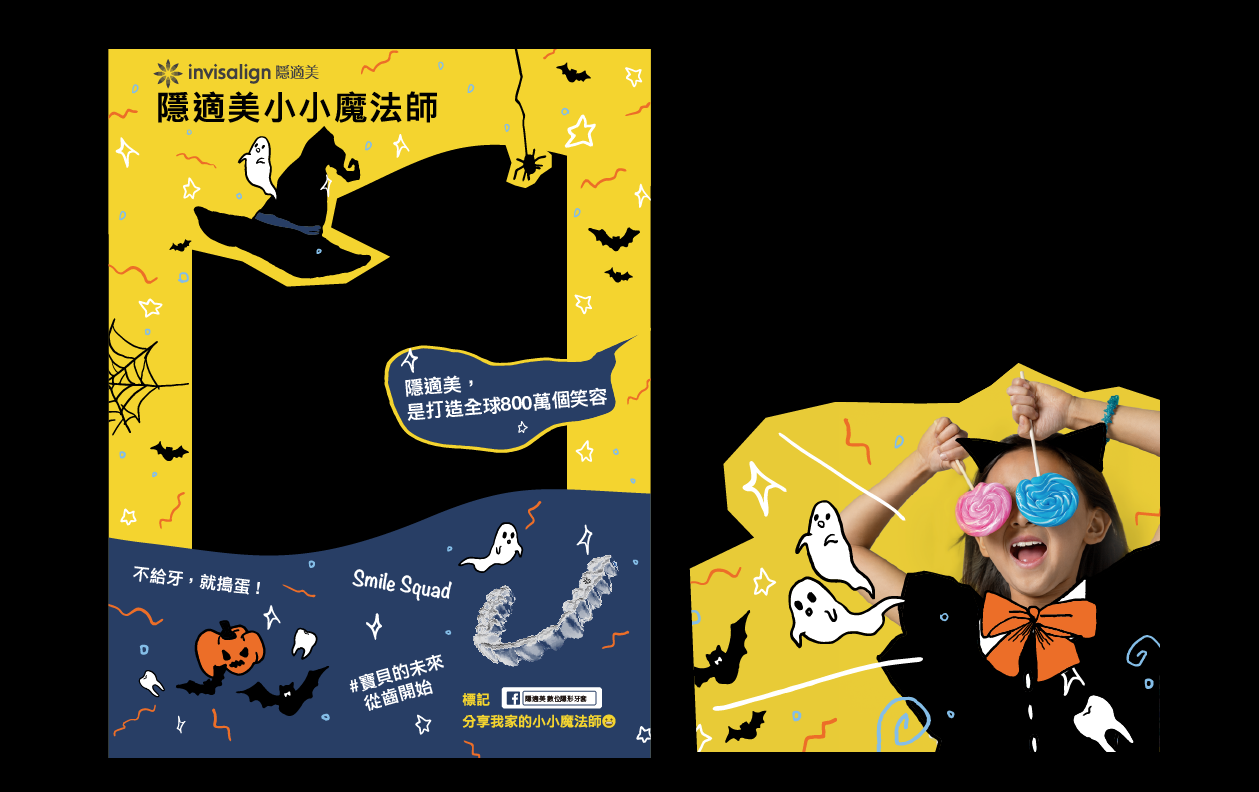 invisalign 隱適美
隱適美小小魔法師
隱適美，
是打造全球800萬個笑容
不給牙，就搗蛋！
Smile Squad
#寶貝的未來
從齒開始
標記 隱適美 數位隱形牙套
分享我家的小小魔法師